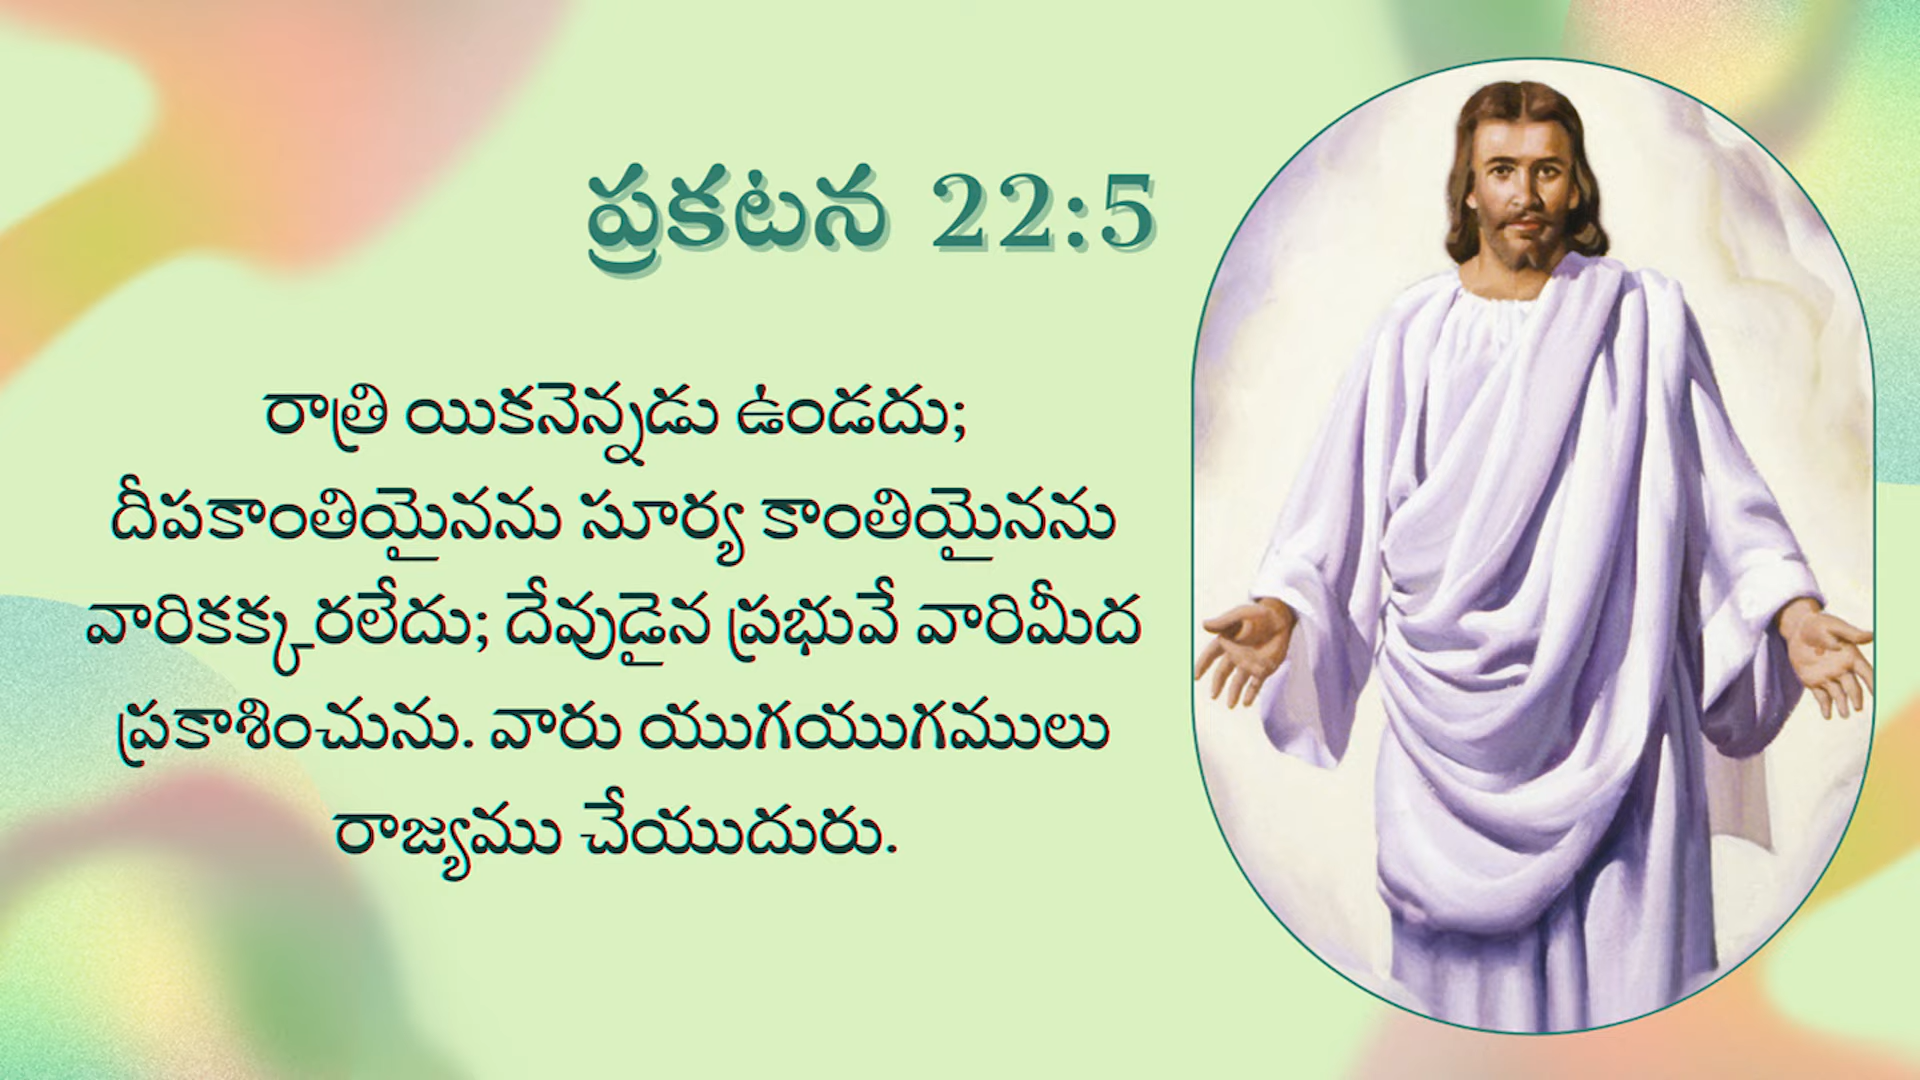 ప్రకటన 22:5
రాత్రి యికనెన్నడు ఉండదు;
దీపకాంతియైనను సూర్య కాంతియైనను
వారికక్కరలేదు; దేవుడైన ప్రభువే వారిమీద
ప్రకాశించును. వారు యుగయుగములు
రాజ్యము చేయుదురు.